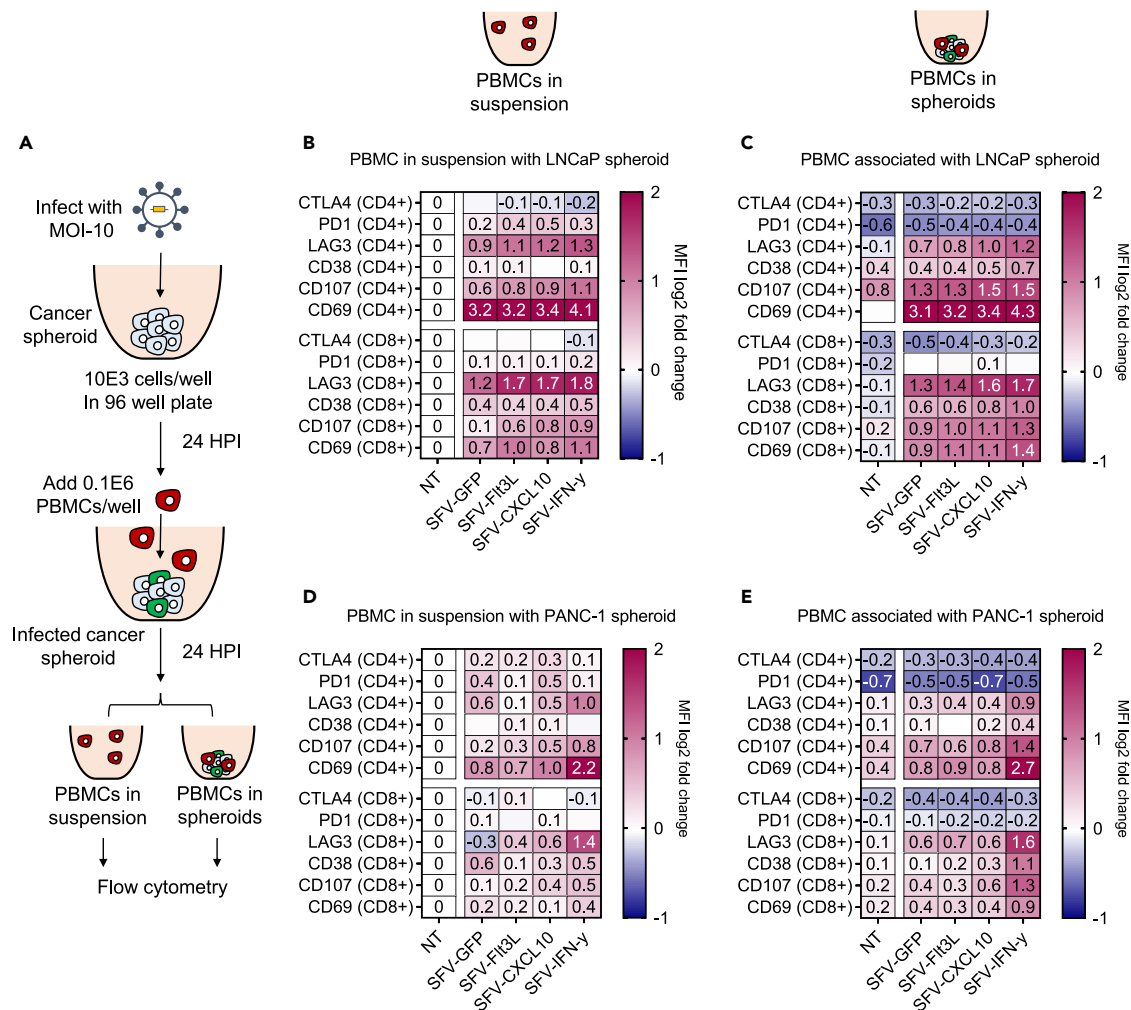 PBMCs in
suspension
PBMCs in
spheroids
A
Infect with
MOI-10
Cancer
spheroid
10E3 cells/well
In 96 well plate
24 HPI
Add 0.1E6
PBMCs/well
Infected cancer
spheroid
24 HPI
PBMCs in
suspension
PBMCs in
spheroids
Flow cytometry
B
PBMC in suspension with LNCaP spheroid
CTLA4 (CD4+) 0 -0.1 -0.1 -0.2
PD1 (CD4+) 0 0.2 0.4 0.5 0.3
LAG3 (CD4+) 0 0.9 1.1 1.2 1.3
CD38 (CD4+) 0 0.1 0.1 0.1
CD107 (CD4+) 0 0.6 0.8 0.9 1.1
CD69 (CD4+) 0 3.2 3.2 3.4 4.1
CTLA4 (CD8+) 0 -0.1
PD1 (CD8+) 0 0.1 0.1 0.1 0.2
LAG3 (CD8+) 0 1.2 1.7 1.7 1.8
CD38 (CD8+) 0 0.4 0.4 0.4 0.5
CD107 (CD8+) 0 0.1 0.6 0.8 0.9
CD69 (CD8+) 0 0.7 1.0 0.8 1.1
NT SFV-GFP SFV-Flt3L SFV-CXCL10 SFV-IFN-y
2
1
0
-1
MFI log2 fold change
C
PBMC associated with LNCaP spheroid
CTLA4 (CD4+) -0.3 -0.3 -0.2 -0.2 -0.3
PD1 (CD4+) -0.6 -0.5 -0.4 -0.4 -0.4
LAG3 (CD4+) -0.1 0.7 0.8 1.0 1.2
CD38 (CD4+) 0.4 0.4 0.4 0.5 0.7
CD107 (CD4+) 0.8 1.3 1.3 1.5 1.5
CD69 (CD4+) 3.1 3.2 3.4 4.3
CTLA4 (CD8+) -0.3 -0.5 -0.4 -0.3 -0.2
PD1 (CD8+) -0.2 0.1
LAG3 (CD8+) -0.1 1.3 1.4 1.6 1.7
CD38 (CD8+) -0.1 0.6 0.6 0.8 1.0
CD107 (CD8+) 0.2 0.9 1.0 1.1 1.3
CD69 (CD8+) -0.1 0.9 1.1 1.1 1.4
NT SFV-GFP SFV-Flt3L SFV-CXCL10 SFV-IFN-y
2
1
0
-1
MFI log2 fold change
D
PBMC in suspension with PANC-1 spheroid
CTLA4 (CD4+) 0 0.2 0.2 0.3 0.1
PD1 (CD4+) 0 0.4 0.1 0.5 0.1
LAG3 (CD4+) 0 0.6 0.1 0.5 1.0
CD38 (CD4+) 0 0.1 0.1
CD107 (CD4+) 0 0.2 0.3 0.5 0.8
CD69 (CD4+) 0 0.8 0.7 1.0 2.2
CTLA4 (CD8+) 0 -0.1 0.1 -0.1
PD1 (CD8+) 0 0.1 0.1
LAG3 (CD8+) 0 -0.3 0.4 0.6 1.4
CD38 (CD8+) 0 0.6 0.1 0.3 0.5
CD107 (CD8+) 0 0.1 0.2 0.4 0.5
CD69 (CD8+) 0 0.2 0.2 0.1 0.4
NT SFV-GFP SFV-Flt3L SFV-CXCL10 SFV-IFN-y
2
1
0
-1
MFI log2 fold change
E
PBMC associated with PANC-1 spheroid
CTLA4 (CD4+) -0.2 -0.3 -0.3 -0.4 -0.4
PD1 (CD4+) -0.7 -0.5 -0.5 -0.7 -0.5
LAG3 (CD4+) 0.1 0.3 0.4 0.4 0.9
CD38 (CD4+) 0.1 0.1 0.2 0.4
CD107 (CD4+) 0.4 0.7 0.6 0.8 1.4
CD69 (CD4+) 0.4 0.8 0.9 0.8 2.7
CTLA4 (CD8+) -0.2 -0.4 -0.4 -0.4 -0.3
PD1 (CD8+) -0.1 -0.1 -0.2 -0.2 -0.2
LAG3 (CD8+) 0.1 0.6 0.7 0.6 1.6
CD38 (CD8+) 0.1 0.1 0.2 0.3 1.1
CD107 (CD8+) 0.2 0.4 0.3 0.6 1.3
CD69 (CD8+) 0.2 0.4 0.3 0.4 0.9
NT SFV-GFP SFV-Flt3L SFV-CXCL10 SFV-IFN-y
2
1
0
-1
MFI log2 fold change